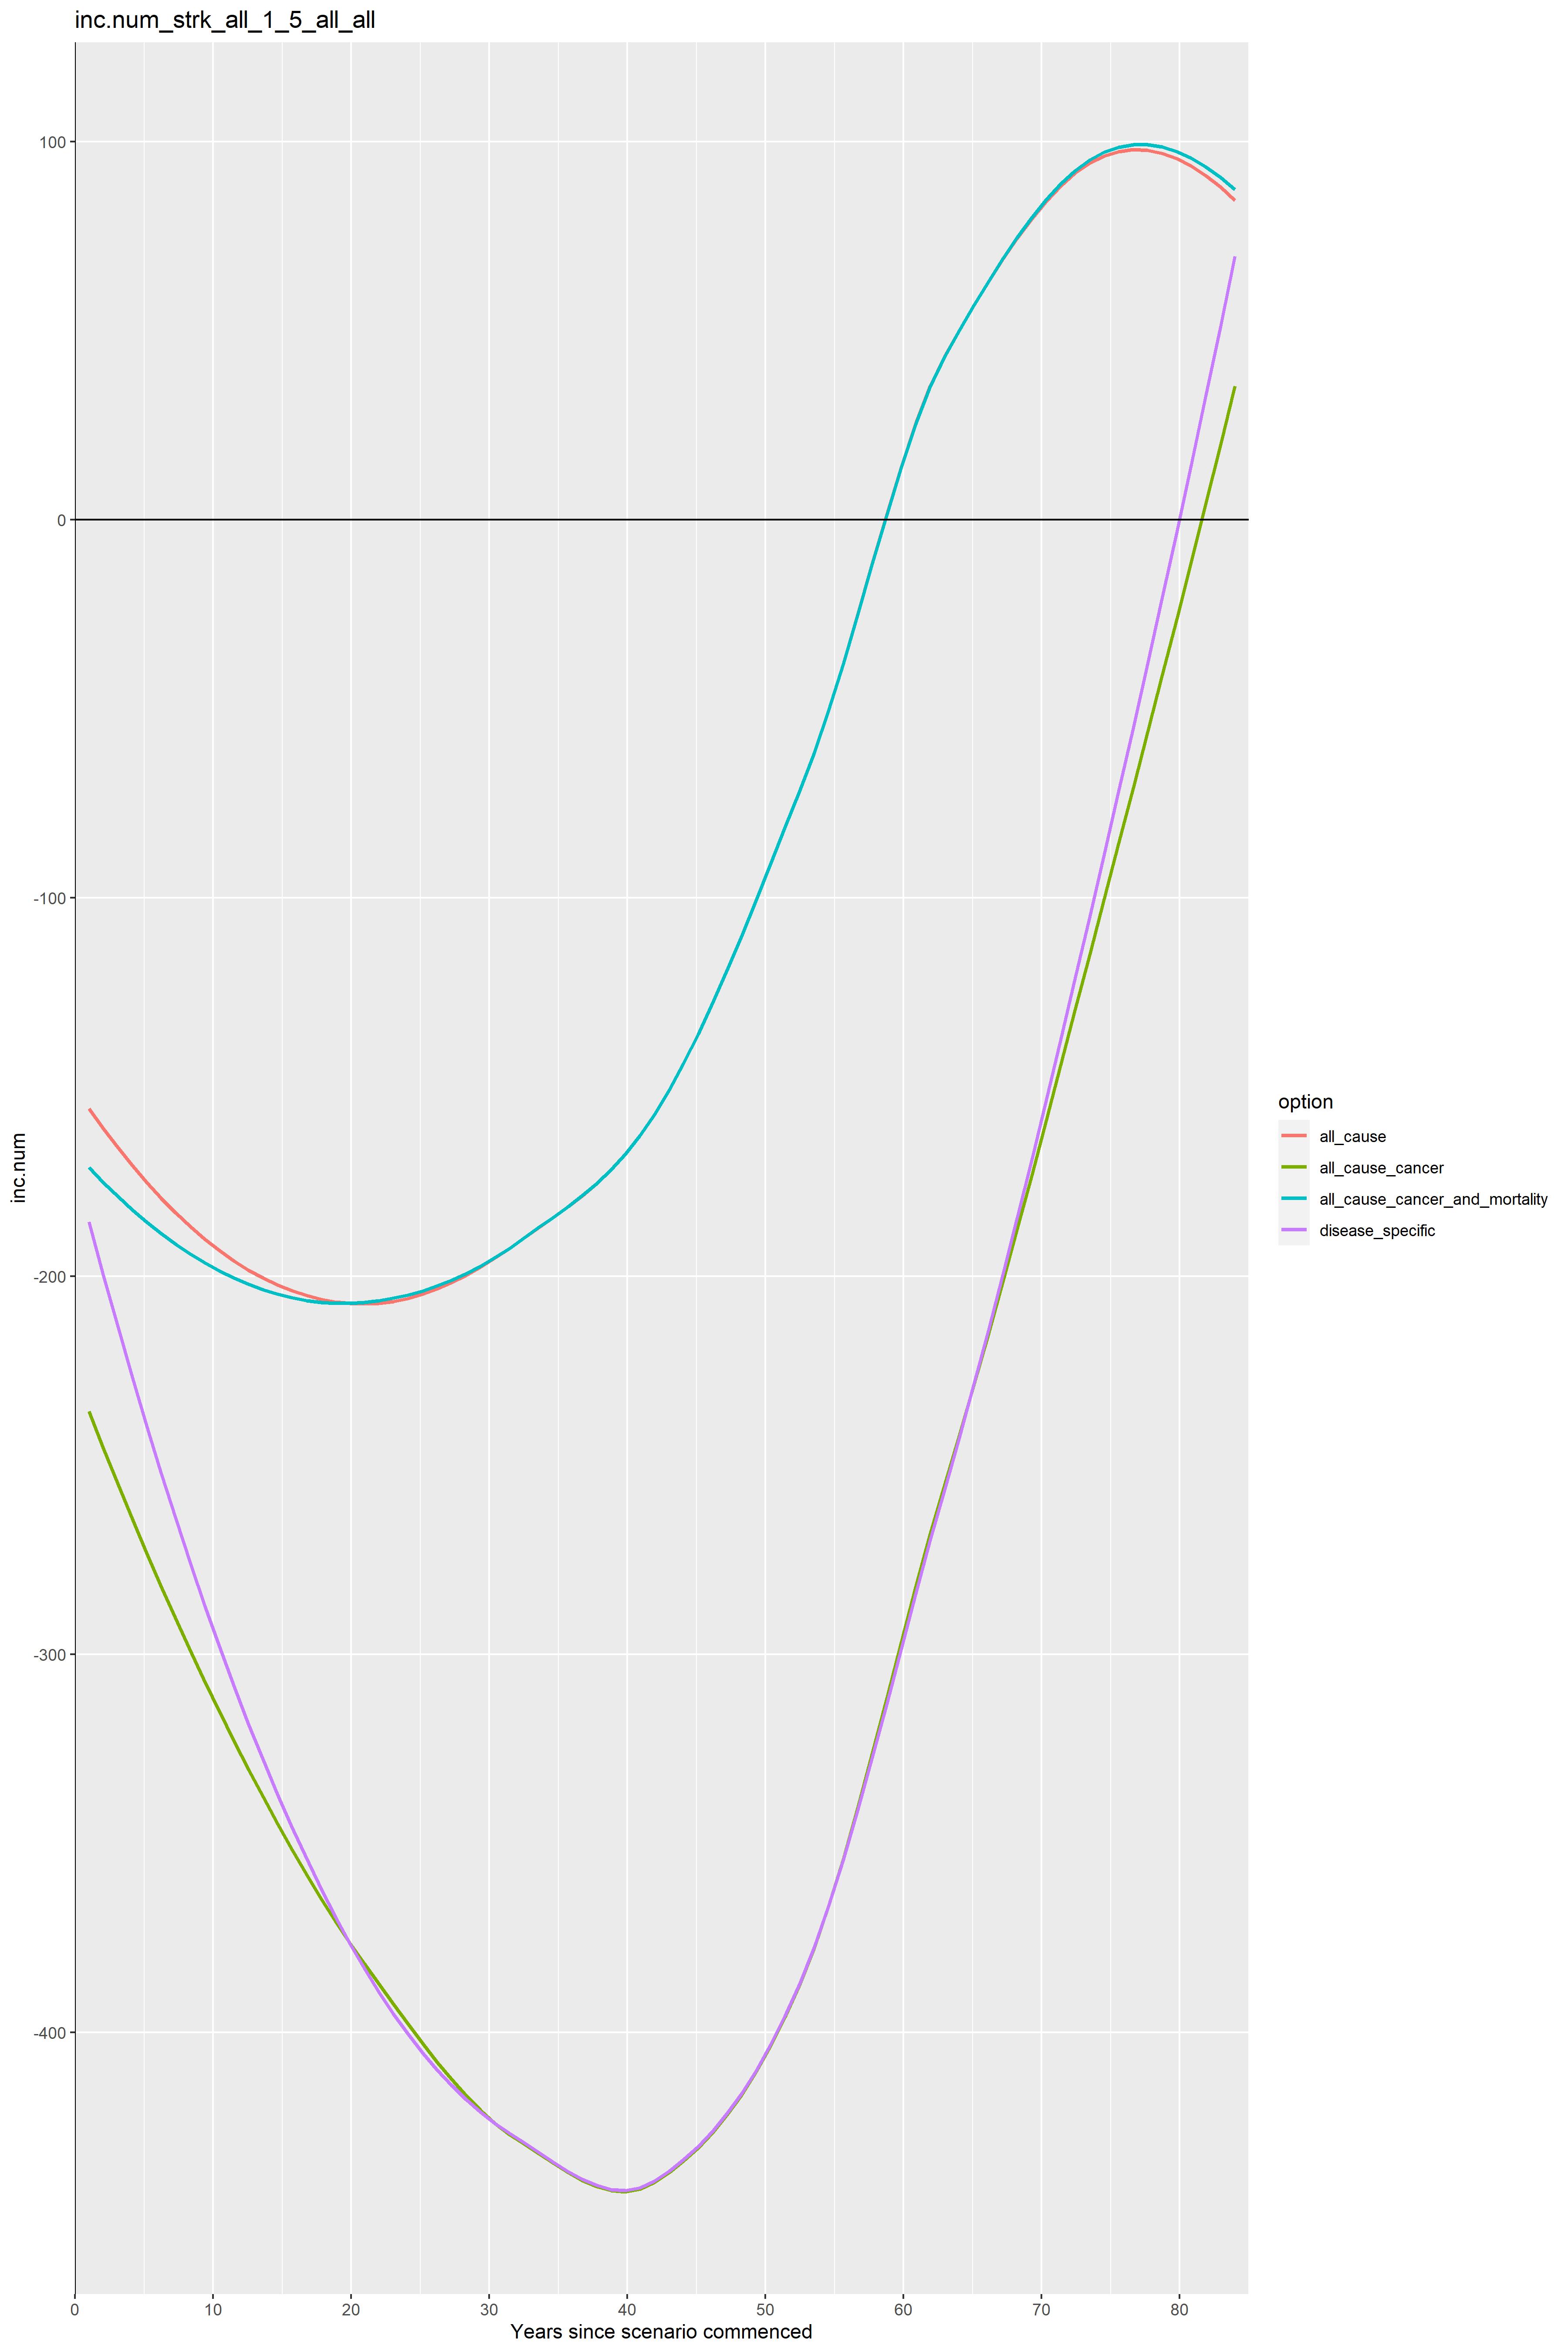 inc.num_strk_all_1_5_all_all
100
0
-100
-200
-300
-400
inc.num
0 10 20 30 40 50 60 70 80
Years since scenario commenced
option
all_cause
all_cause_cancer
all_cause_cancer_and_mortality
disease_specific